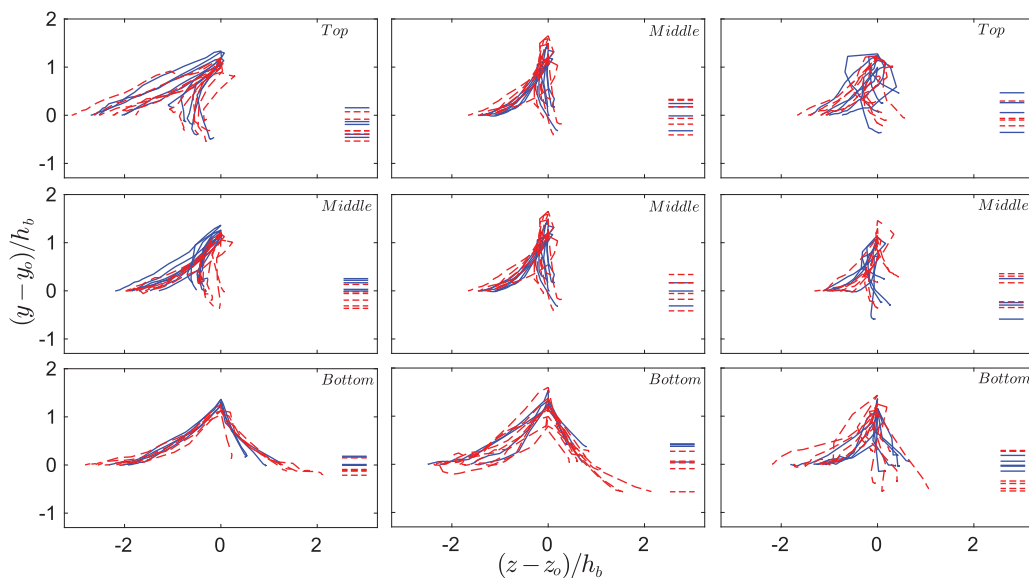 2
1
0
-1
Top
Middle
Top
2
1
0
-1
Middle
Middle
Middle
2
1
0
-1
Bottom
Bottom
Bottom
-2 0 2
-2 0 2
-2 0 2
(y − y_o)/h_b
(z − z_o)/h_b